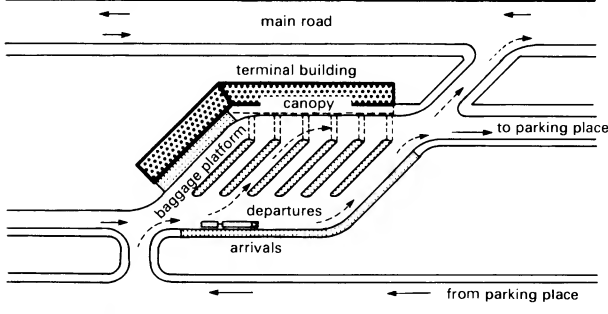 main road
terminal building
canopy
to parking place
baggage platform
departures
arrivals
from parking place